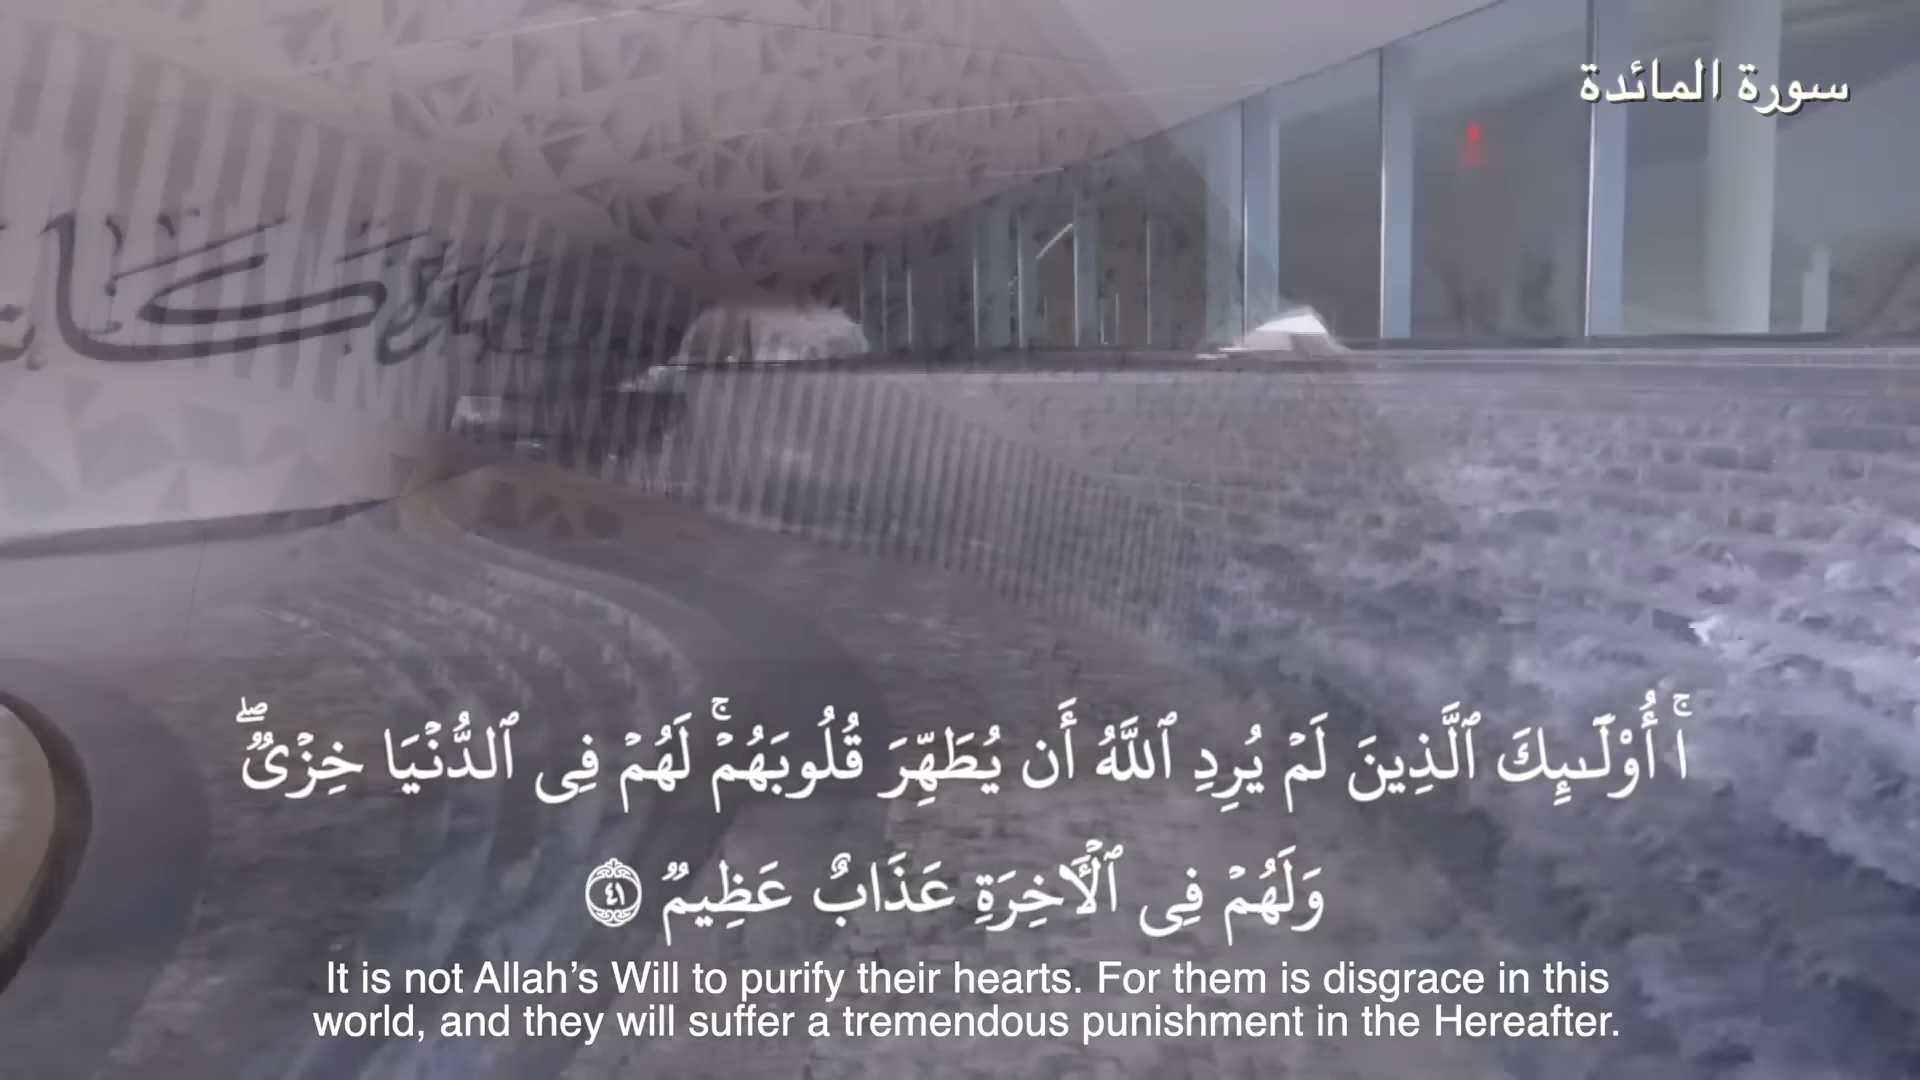 سورة المائدة
اۚ أُوْلَـٰٓئِكَ ٱلَّذِينَ لَمۡ يُرِدِ ٱللَّهُ أَن يُطَهِّرَ قُلُوبَهُمۡۚ لَهُمۡ فِى ٱلدُّنۡيَا خِزۡىٌۖ
وَلَهُمۡ فِى ٱلۡأَخِرَةِ عَذَابٌ عَظِيمٌ ٤١
It is not Allah’s Will to purify their hearts. For them is disgrace in this
world, and they will suffer a tremendous punishment in the Hereafter.